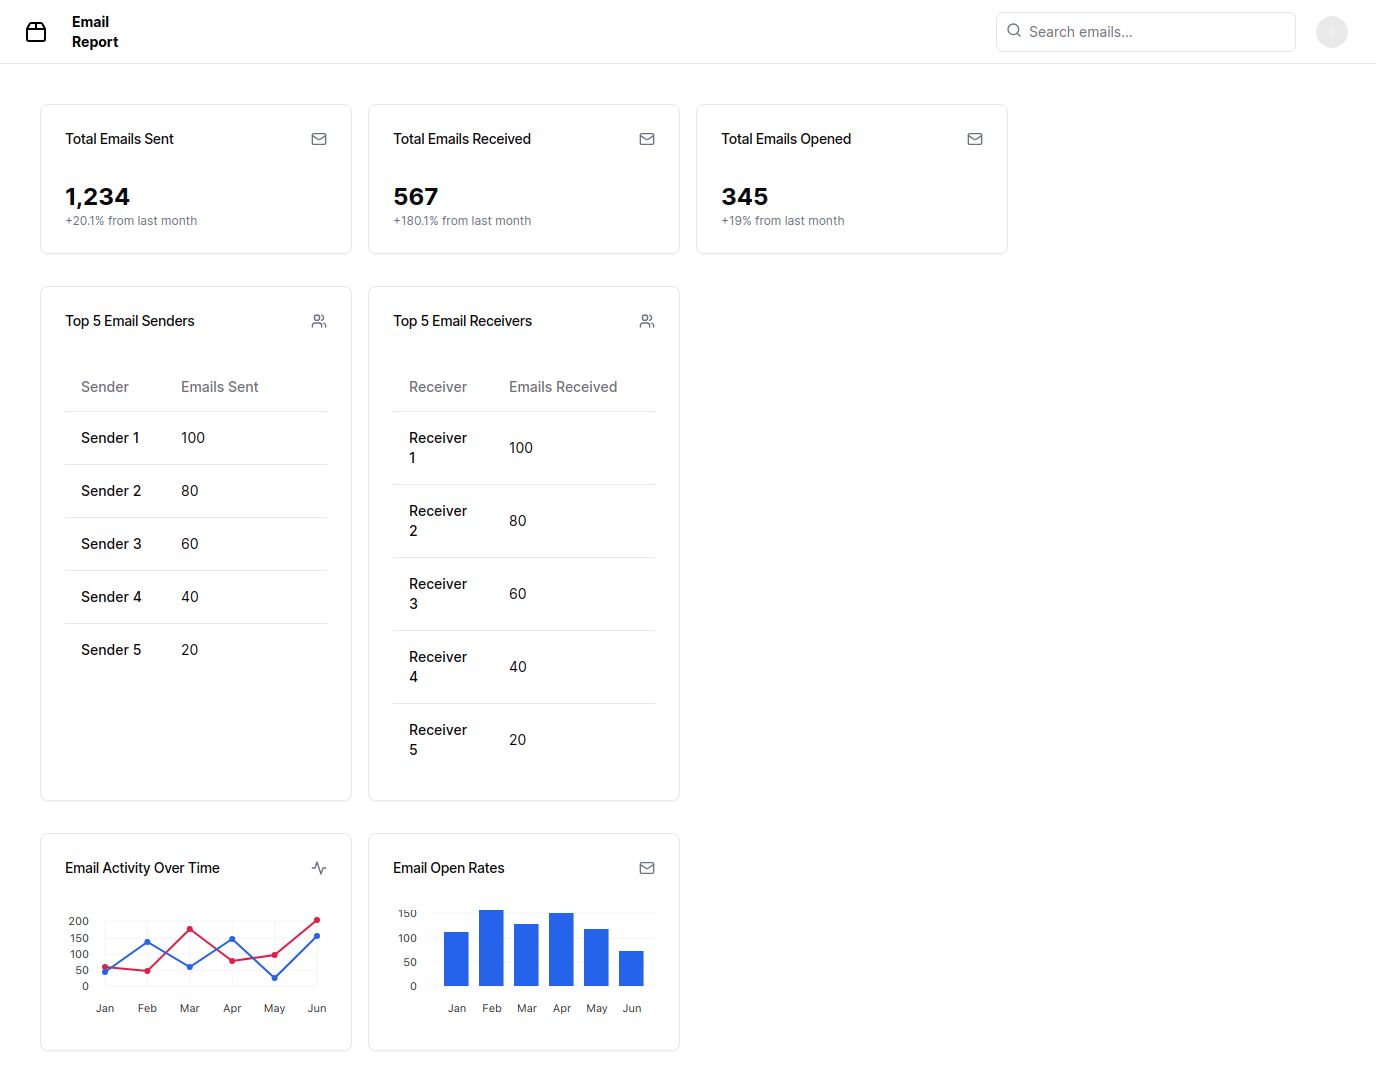 Email
Report
Search emails...
Total Emails Sent
1,234
+20.1% from last month
Total Emails Received
567
+180.1% from last month
Total Emails Opened
345
+19% from last month
Top 5 Email Senders
Sender Emails Sent
Sender 1 100
Sender 2 80
Sender 3 60
Sender 4 40
Sender 5 20
Top 5 Email Receivers
Receiver Emails Received
Receiver
1
100
Receiver
2
80
Receiver
3
60
Receiver
4
40
Receiver
5
20
Email Activity Over Time
200
150
100
50
0
Jan Feb Mar Apr May Jun
Email Open Rates
150
100
50
0
Jan Feb Mar Apr May Jun